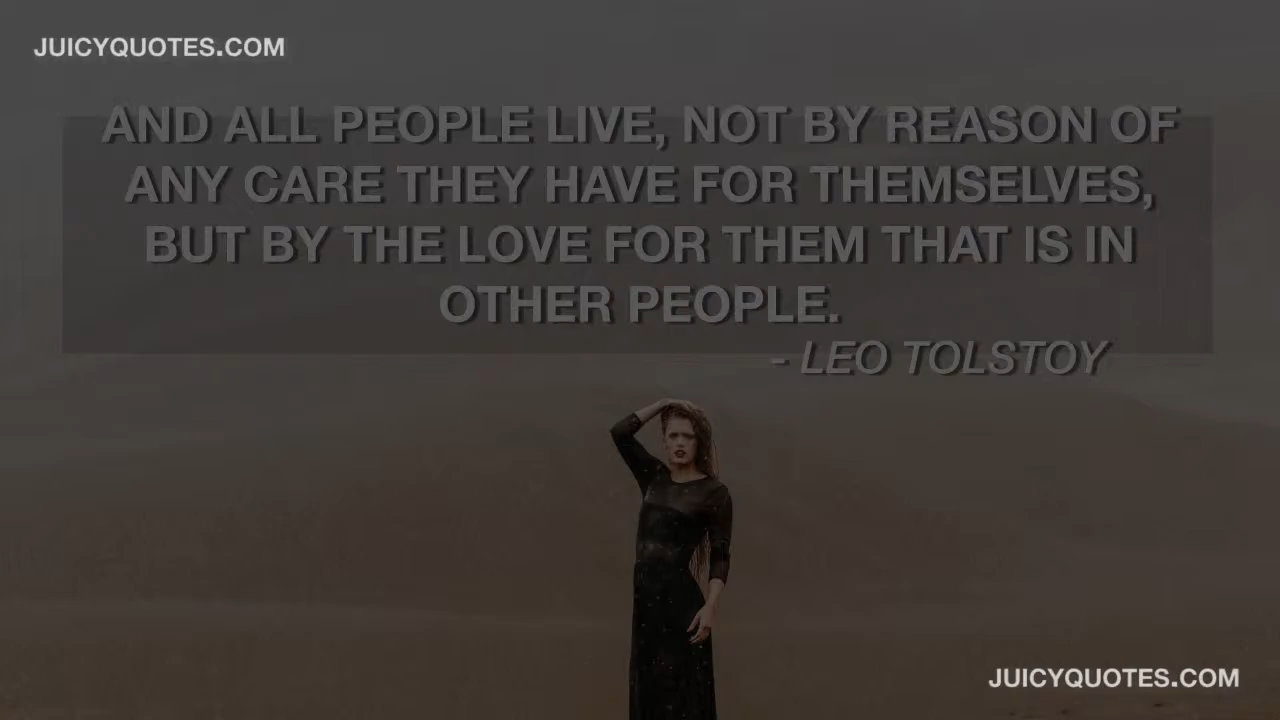 JUICYQUOTES.COM
AND ALL PEOPLE LIVE, NOT BY REASON OF
ANY CARE THEY HAVE FOR THEMSELVES,
BUT BY THE LOVE FOR THEM THAT IS IN
OTHER PEOPLE.
- LEO TOLSTOY
JUICYQUOTES.COM